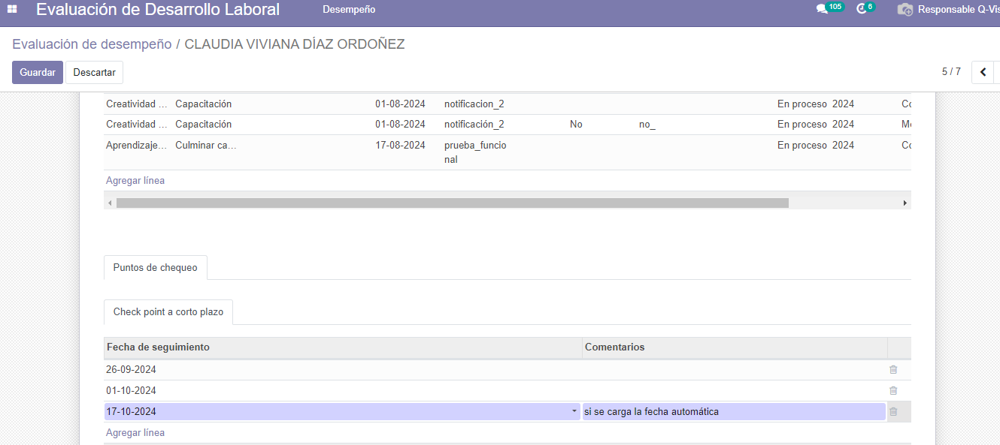 Evaluación de Desarrollo Laboral Desempeño 105 6 Responsable Q-Vis
Evaluación de desempeño / CLAUDIA VIVIANA DÍAZ ORDOÑEZ
Guardar Descartar 5 / 7
Creatividad ... Capacitación 01-08-2024 notificacion_2 En proceso 2024 Co
Creatividad ... Capacitación 01-08-2024 notificación_2 No no_ En proceso 2024
Aprendizaje... Culminar ca... 17-08-2024 prueba_funcio En proceso 2024 Co
nal
Agregar línea
Puntos de chequeo
Check point a corto plazo
Fecha de seguimiento Comentarios
26-09-2024
01-10-2024
17-10-2024 si se carga la fecha automática
Agregar línea